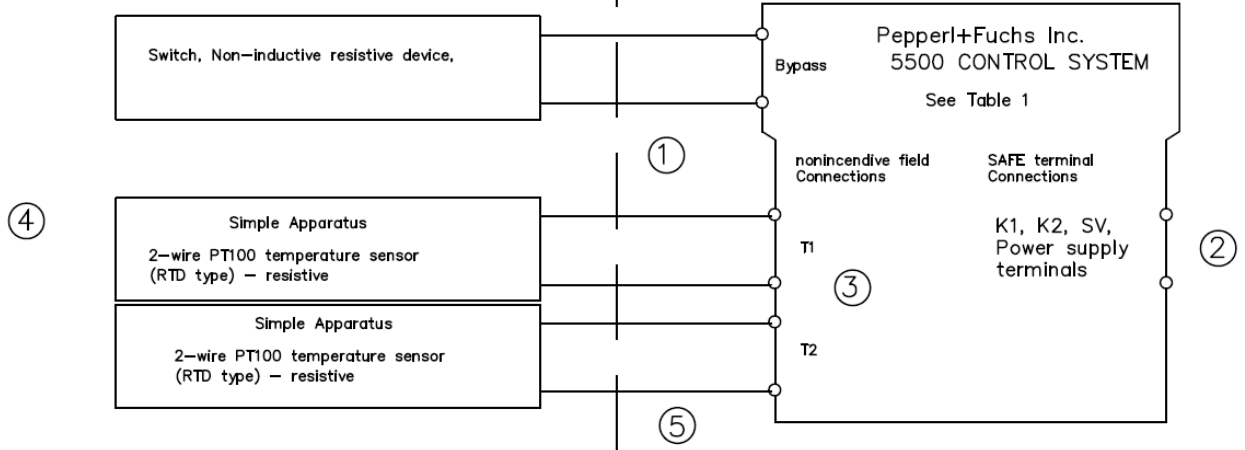 Switch, Non-inductive resistive device,
Pepperl+Fuchs Inc.
5500 CONTROL SYSTEM
Bypass
See Table 1
①
nonincendive field
Connections
SAFE terminal
Connections
④
Simple Apparatus
2-wire PT100 temperature sensor
(RTD type) - resistive
T1
K1, K2, SV,
Power supply
terminals
②
③
Simple Apparatus
2-wire PT100 temperature sensor
(RTD type) - resistive
T2
⑤